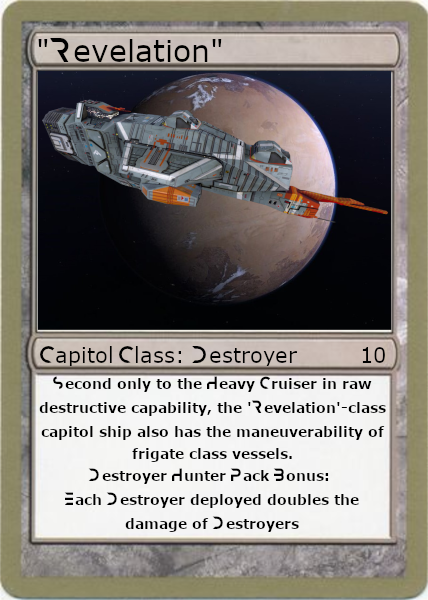 "Revelation"
Capitol Class: Destroyer 10
Second only to the Heavy Cruiser in raw
destructive capability, the 'Revelation'-class
capitol ship also has the maneuverability of
frigate class vessels.
Destroyer Hunter Pack Bonus:
Each Destroyer deployed doubles the
damage of Destroyers